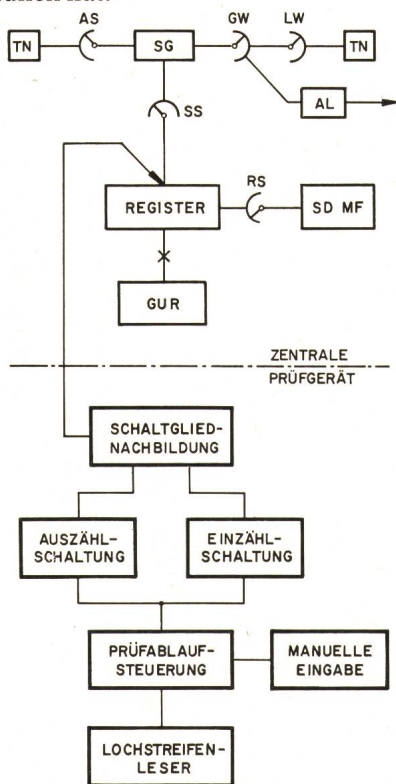 AS
GW
LW
TN
SG
TN
AL
SS
RS
REGISTER
SD MF
GUR
ZENTRALE
PRÜFGERÄT
SCHALTGLIED-
NACHBILDUNG
AUSZÄHL-
SCHALTUNG
EINZÄHL-
SCHALTUNG
PRÜFABLAUF-
STEUERUNG
MANUELLE
EINGABE
LOCHSTREIFEN-
LESER